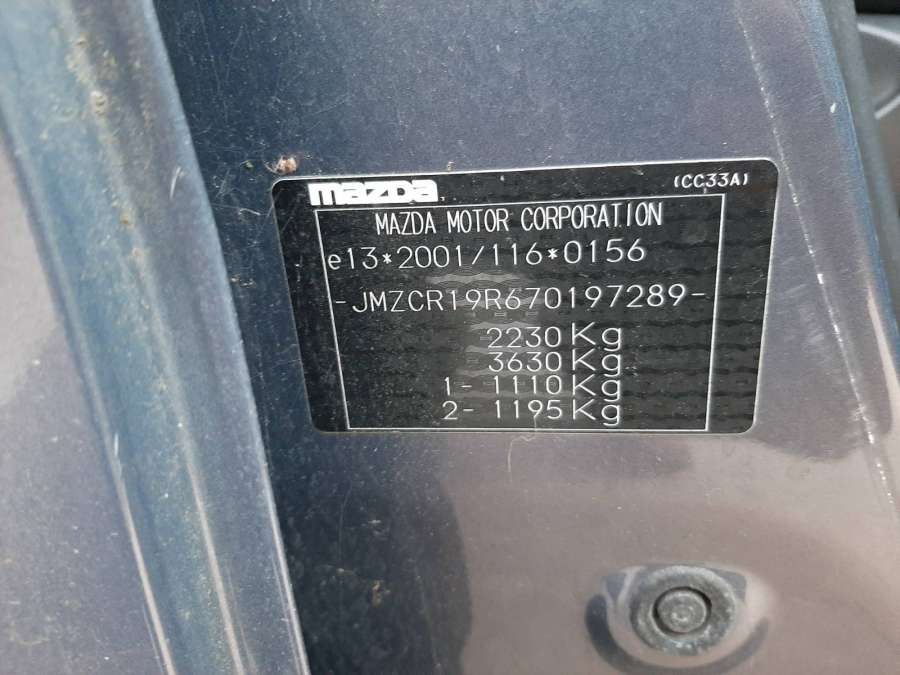 mazda
(CC33A)
MAZDA MOTOR CORPORATION
e13*2001/116*0156
-JMZCR19R670197289-
2230 Kg
3630 Kg
1- 1110 Kg
2- 1195 Kg